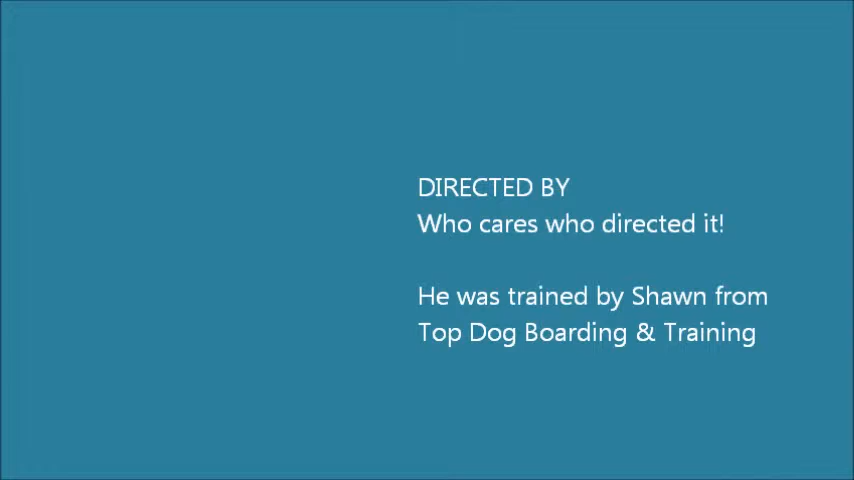 DIRECTED BY
Who cares who directed it!
He was trained by Shawn from
Top Dog Boarding & Training